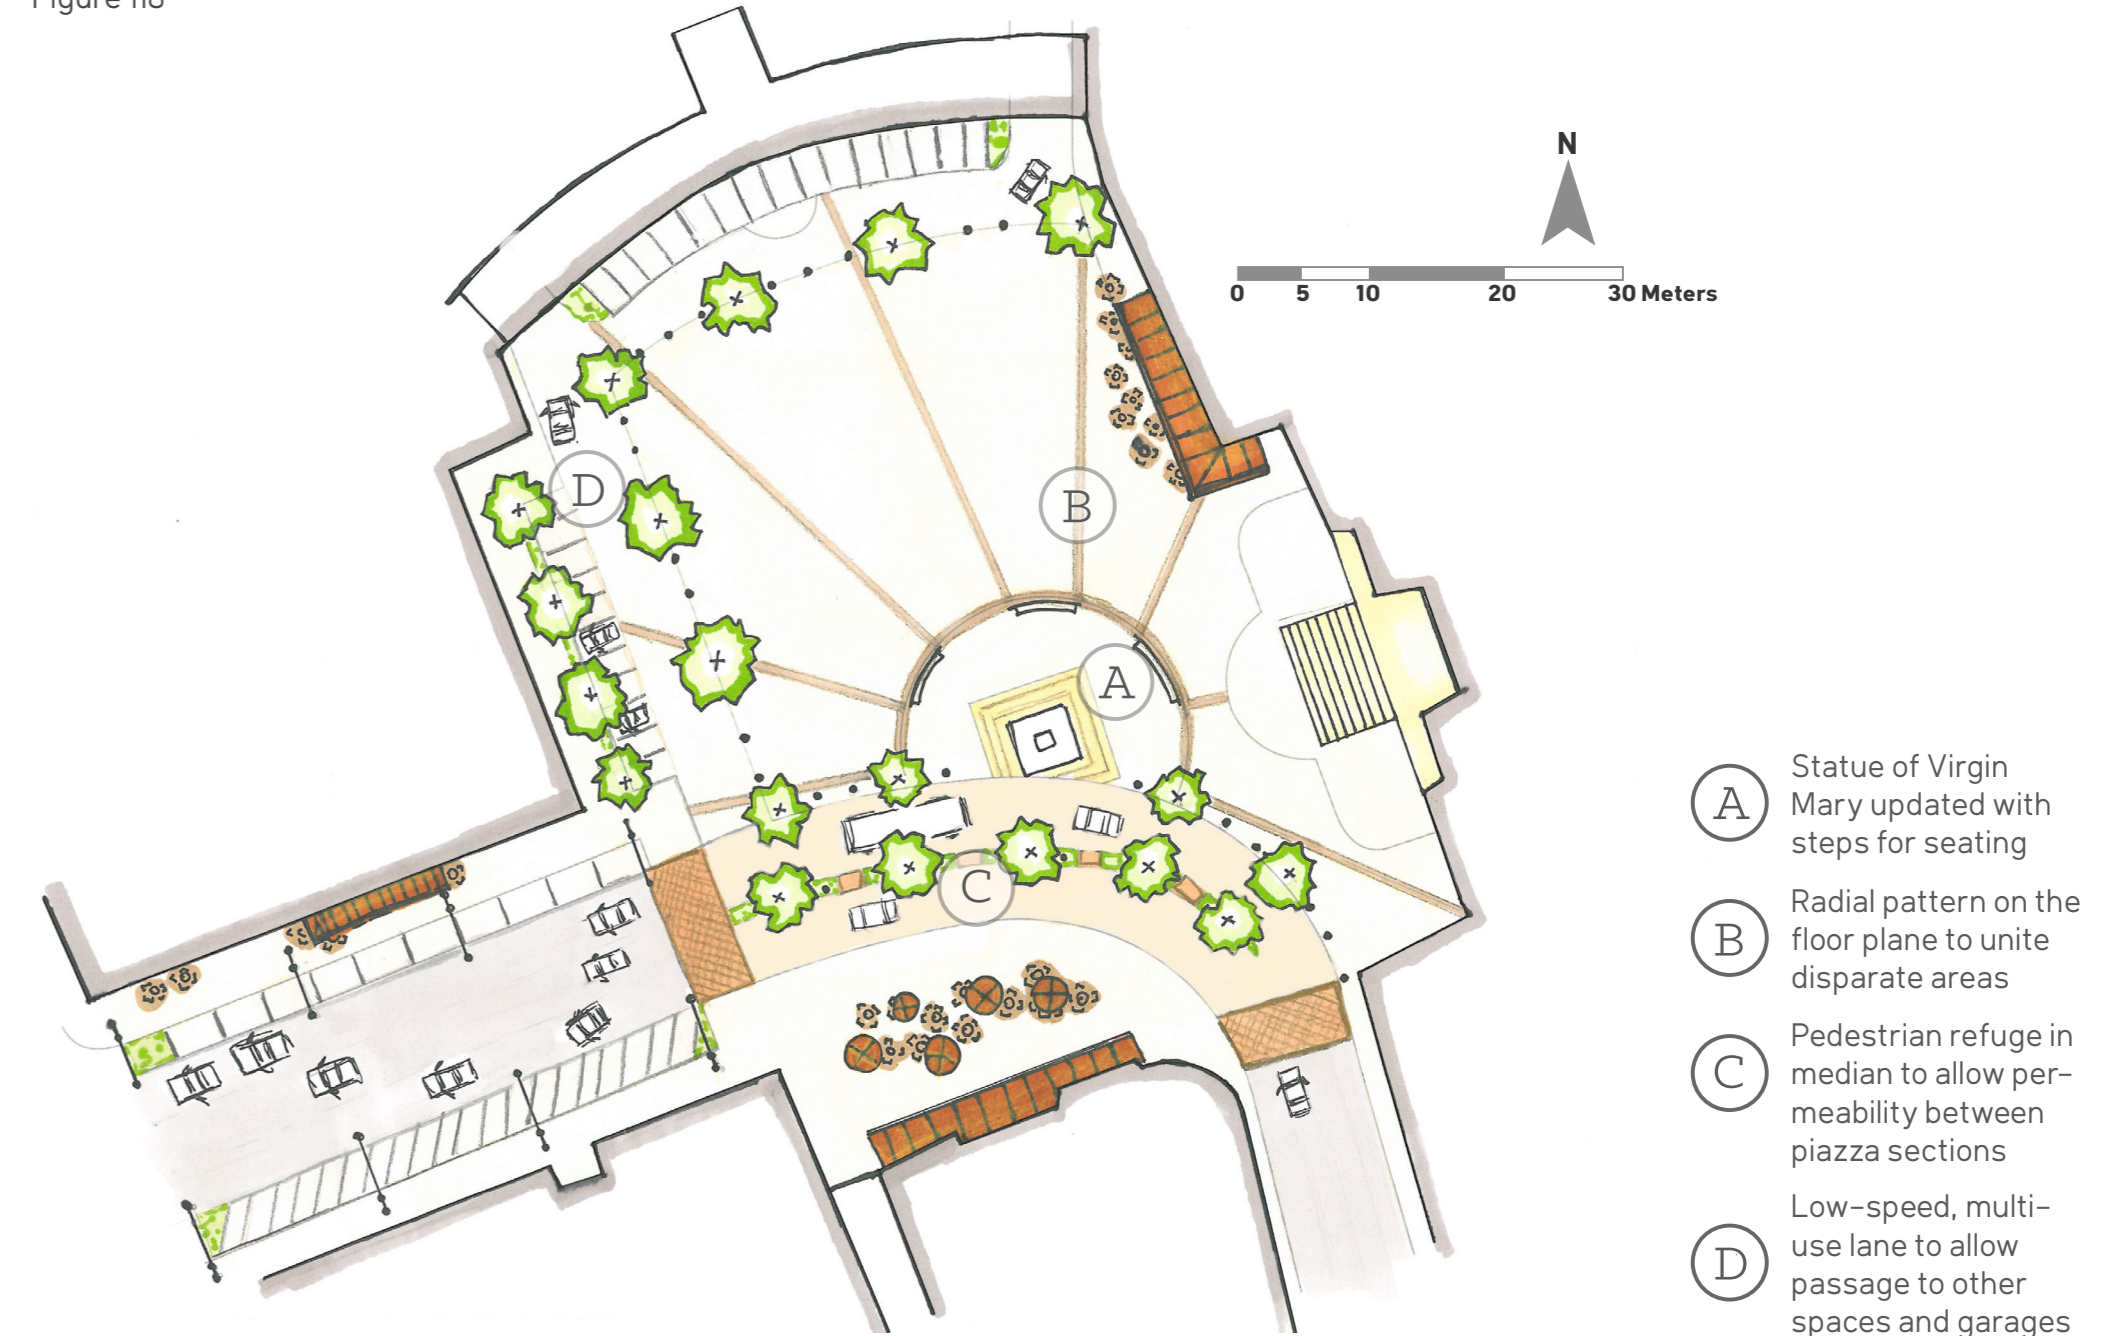 Figure 118
N
0 5 10 20 30 Meters
D
B
A
C
A
Statue of Virgin
Mary updated with
steps for seating
B
Radial pattern on the
floor plane to unite
disparate areas
C
Pedestrian refuge in
median to allow per-
meability between
piazza sections
D
Low-speed, multi-
use lane to allow
passage to other
spaces and garages